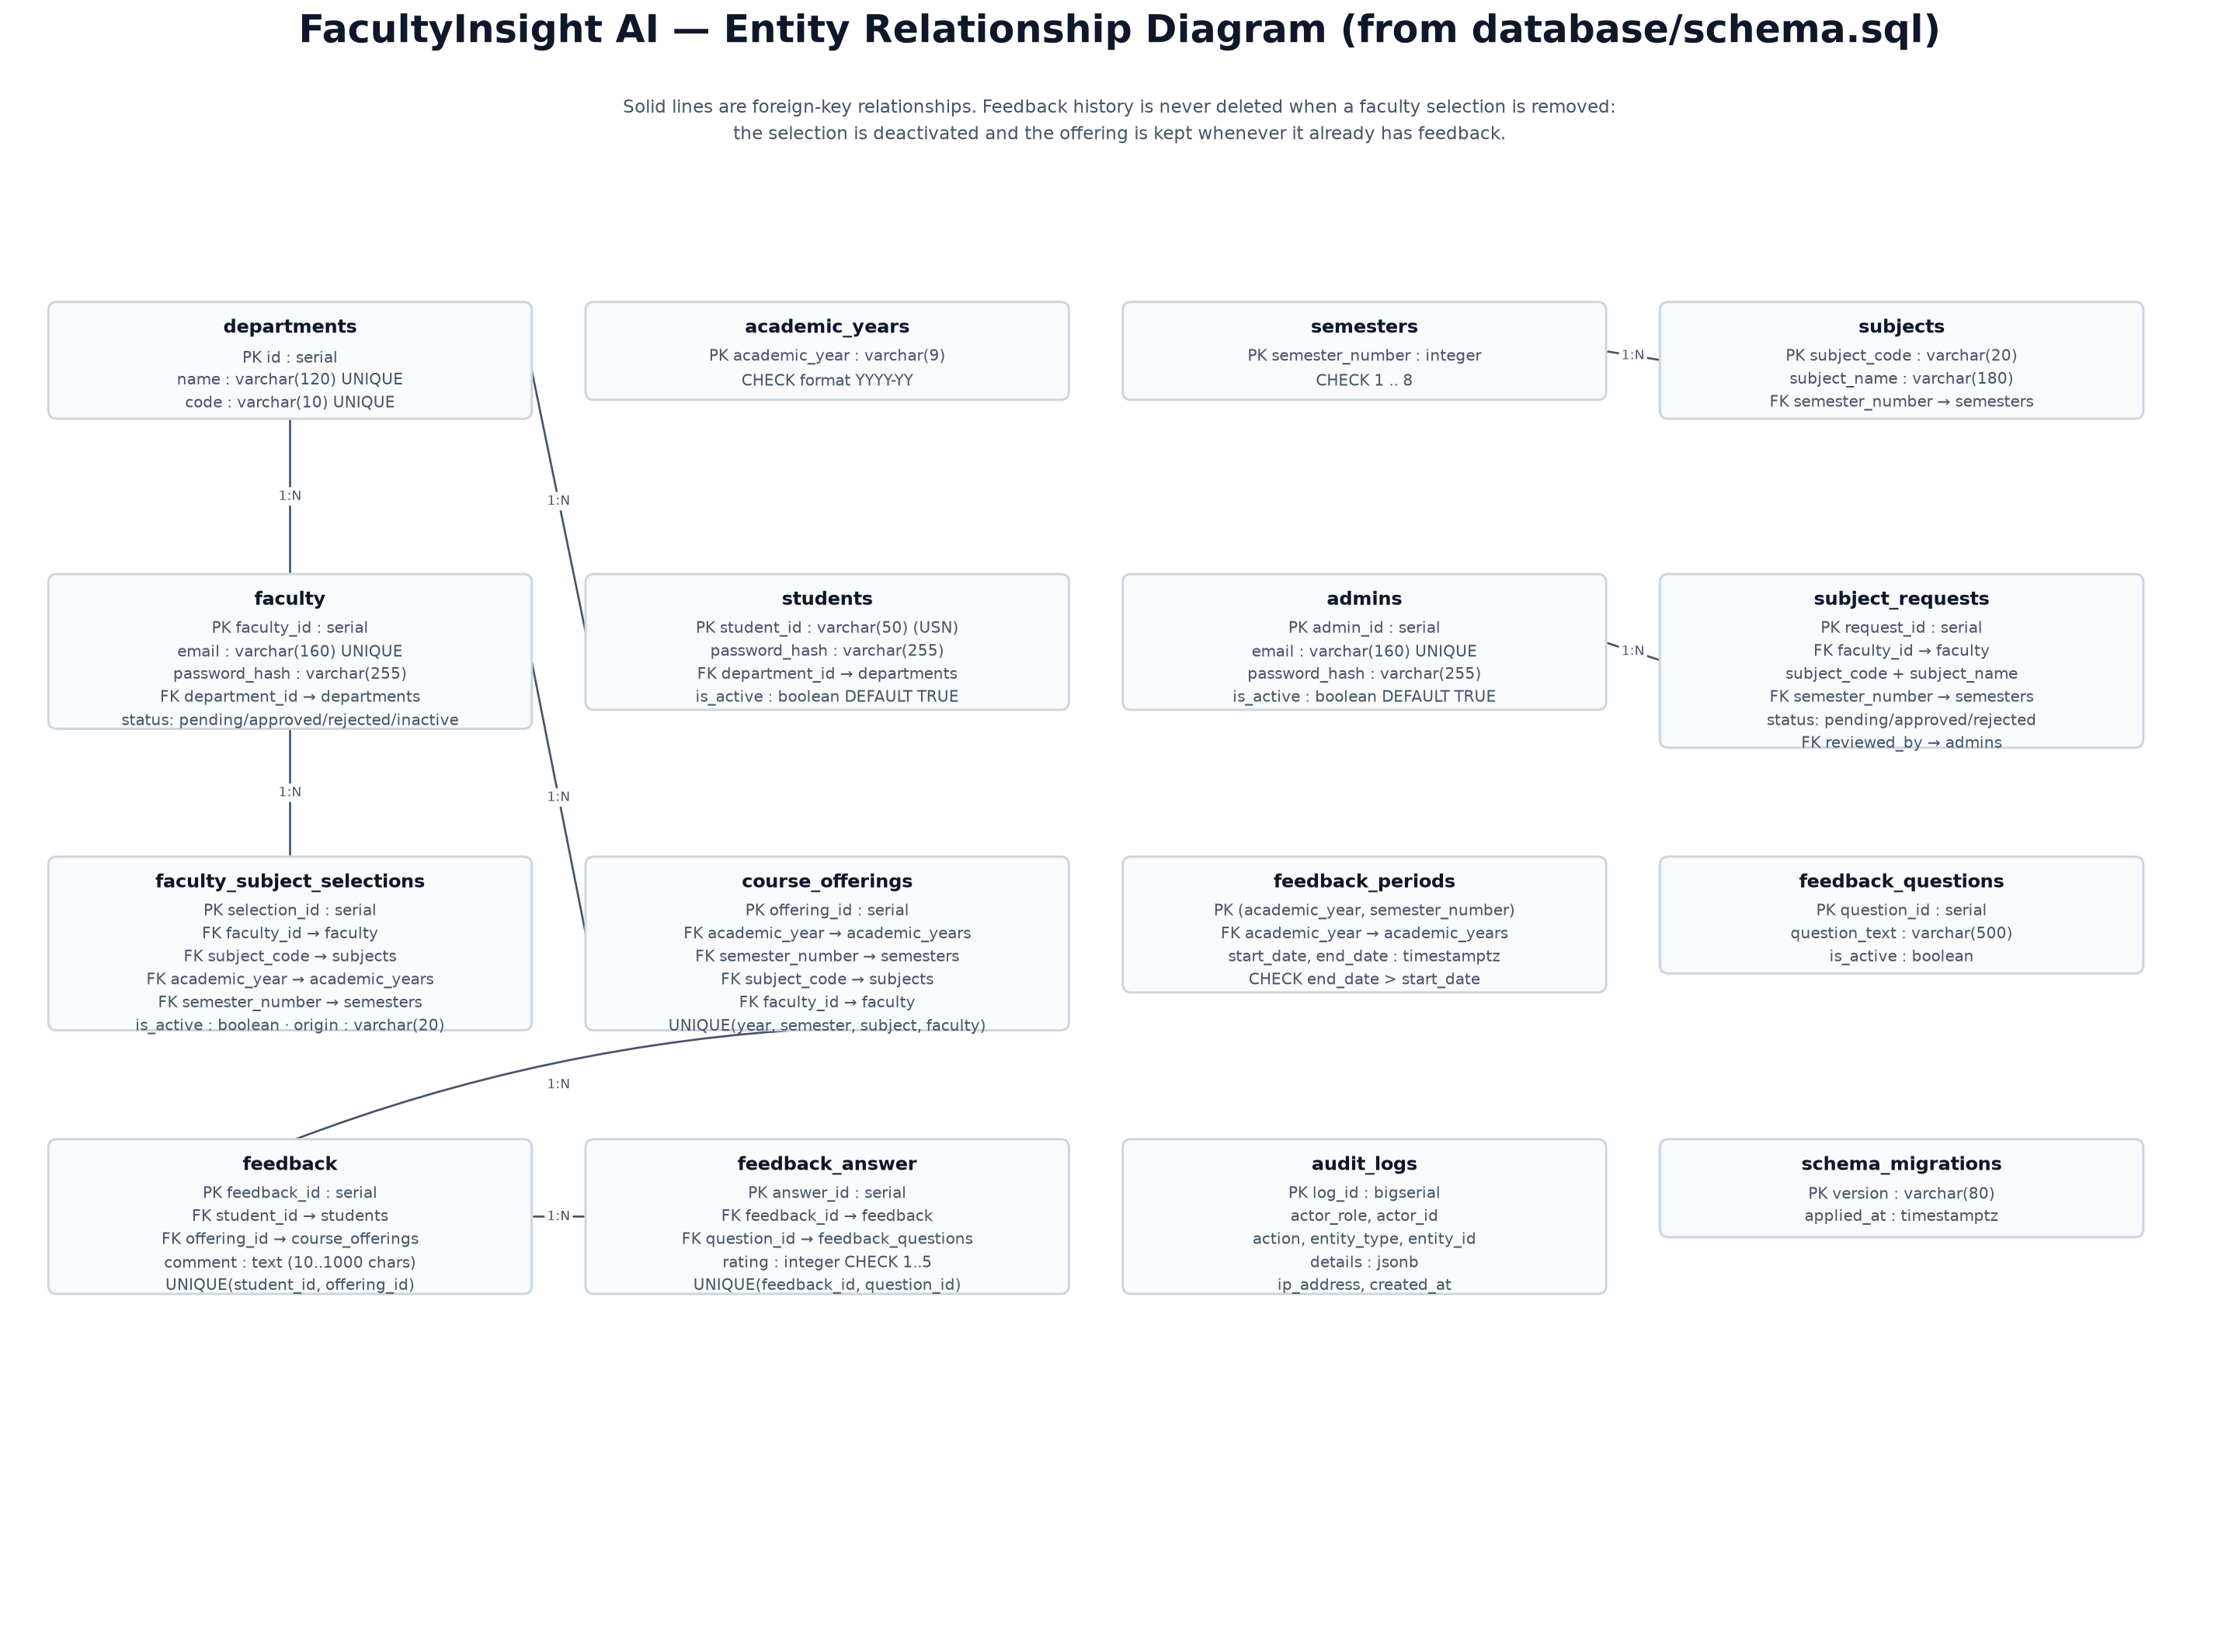 FacultyInsight AI — Entity Relationship Diagram (from database/schema.sql)
Solid lines are foreign-key relationships. Feedback history is never deleted when a faculty selection is removed:
the selection is deactivated and the offering is kept whenever it already has feedback.
departments
PK id : serial
name : varchar(120) UNIQUE
code : varchar(10) UNIQUE
academic_years
PK academic_year : varchar(9)
CHECK format YYYY-YY
semesters
PK semester_number : integer
CHECK 1 .. 8
1:N
subjects
PK subject_code : varchar(20)
subject_name : varchar(180)
FK semester_number → semesters
1:N
1:N
faculty
PK faculty_id : serial
email : varchar(160) UNIQUE
password_hash : varchar(255)
FK department_id → departments
status: pending/approved/rejected/inactive
students
PK student_id : varchar(50) (USN)
password_hash : varchar(255)
FK department_id → departments
is_active : boolean DEFAULT TRUE
admins
PK admin_id : serial
email : varchar(160) UNIQUE
password_hash : varchar(255)
is_active : boolean DEFAULT TRUE
1:N
subject_requests
PK request_id : serial
FK faculty_id → faculty
subject_code + subject_name
FK semester_number → semesters
status: pending/approved/rejected
FK reviewed_by → admins
1:N
1:N
faculty_subject_selections
PK selection_id : serial
FK faculty_id → faculty
FK subject_code → subjects
FK academic_year → academic_years
FK semester_number → semesters
is_active : boolean · origin : varchar(20)
course_offerings
PK offering_id : serial
FK academic_year → academic_years
FK semester_number → semesters
FK subject_code → subjects
FK faculty_id → faculty
UNIQUE(year, semester, subject, faculty)
feedback_periods
PK (academic_year, semester_number)
FK academic_year → academic_years
start_date, end_date : timestamptz
CHECK end_date > start_date
feedback_questions
PK question_id : serial
question_text : varchar(500)
is_active : boolean
1:N
feedback
PK feedback_id : serial
FK student_id → students
FK offering_id → course_offerings
comment : text (10..1000 chars)
UNIQUE(student_id, offering_id)
1:N
feedback_answer
PK answer_id : serial
FK feedback_id → feedback
FK question_id → feedback_questions
rating : integer CHECK 1..5
UNIQUE(feedback_id, question_id)
audit_logs
PK log_id : bigserial
actor_role, actor_id
action, entity_type, entity_id
details : jsonb
ip_address, created_at
schema_migrations
PK version : varchar(80)
applied_at : timestamptz